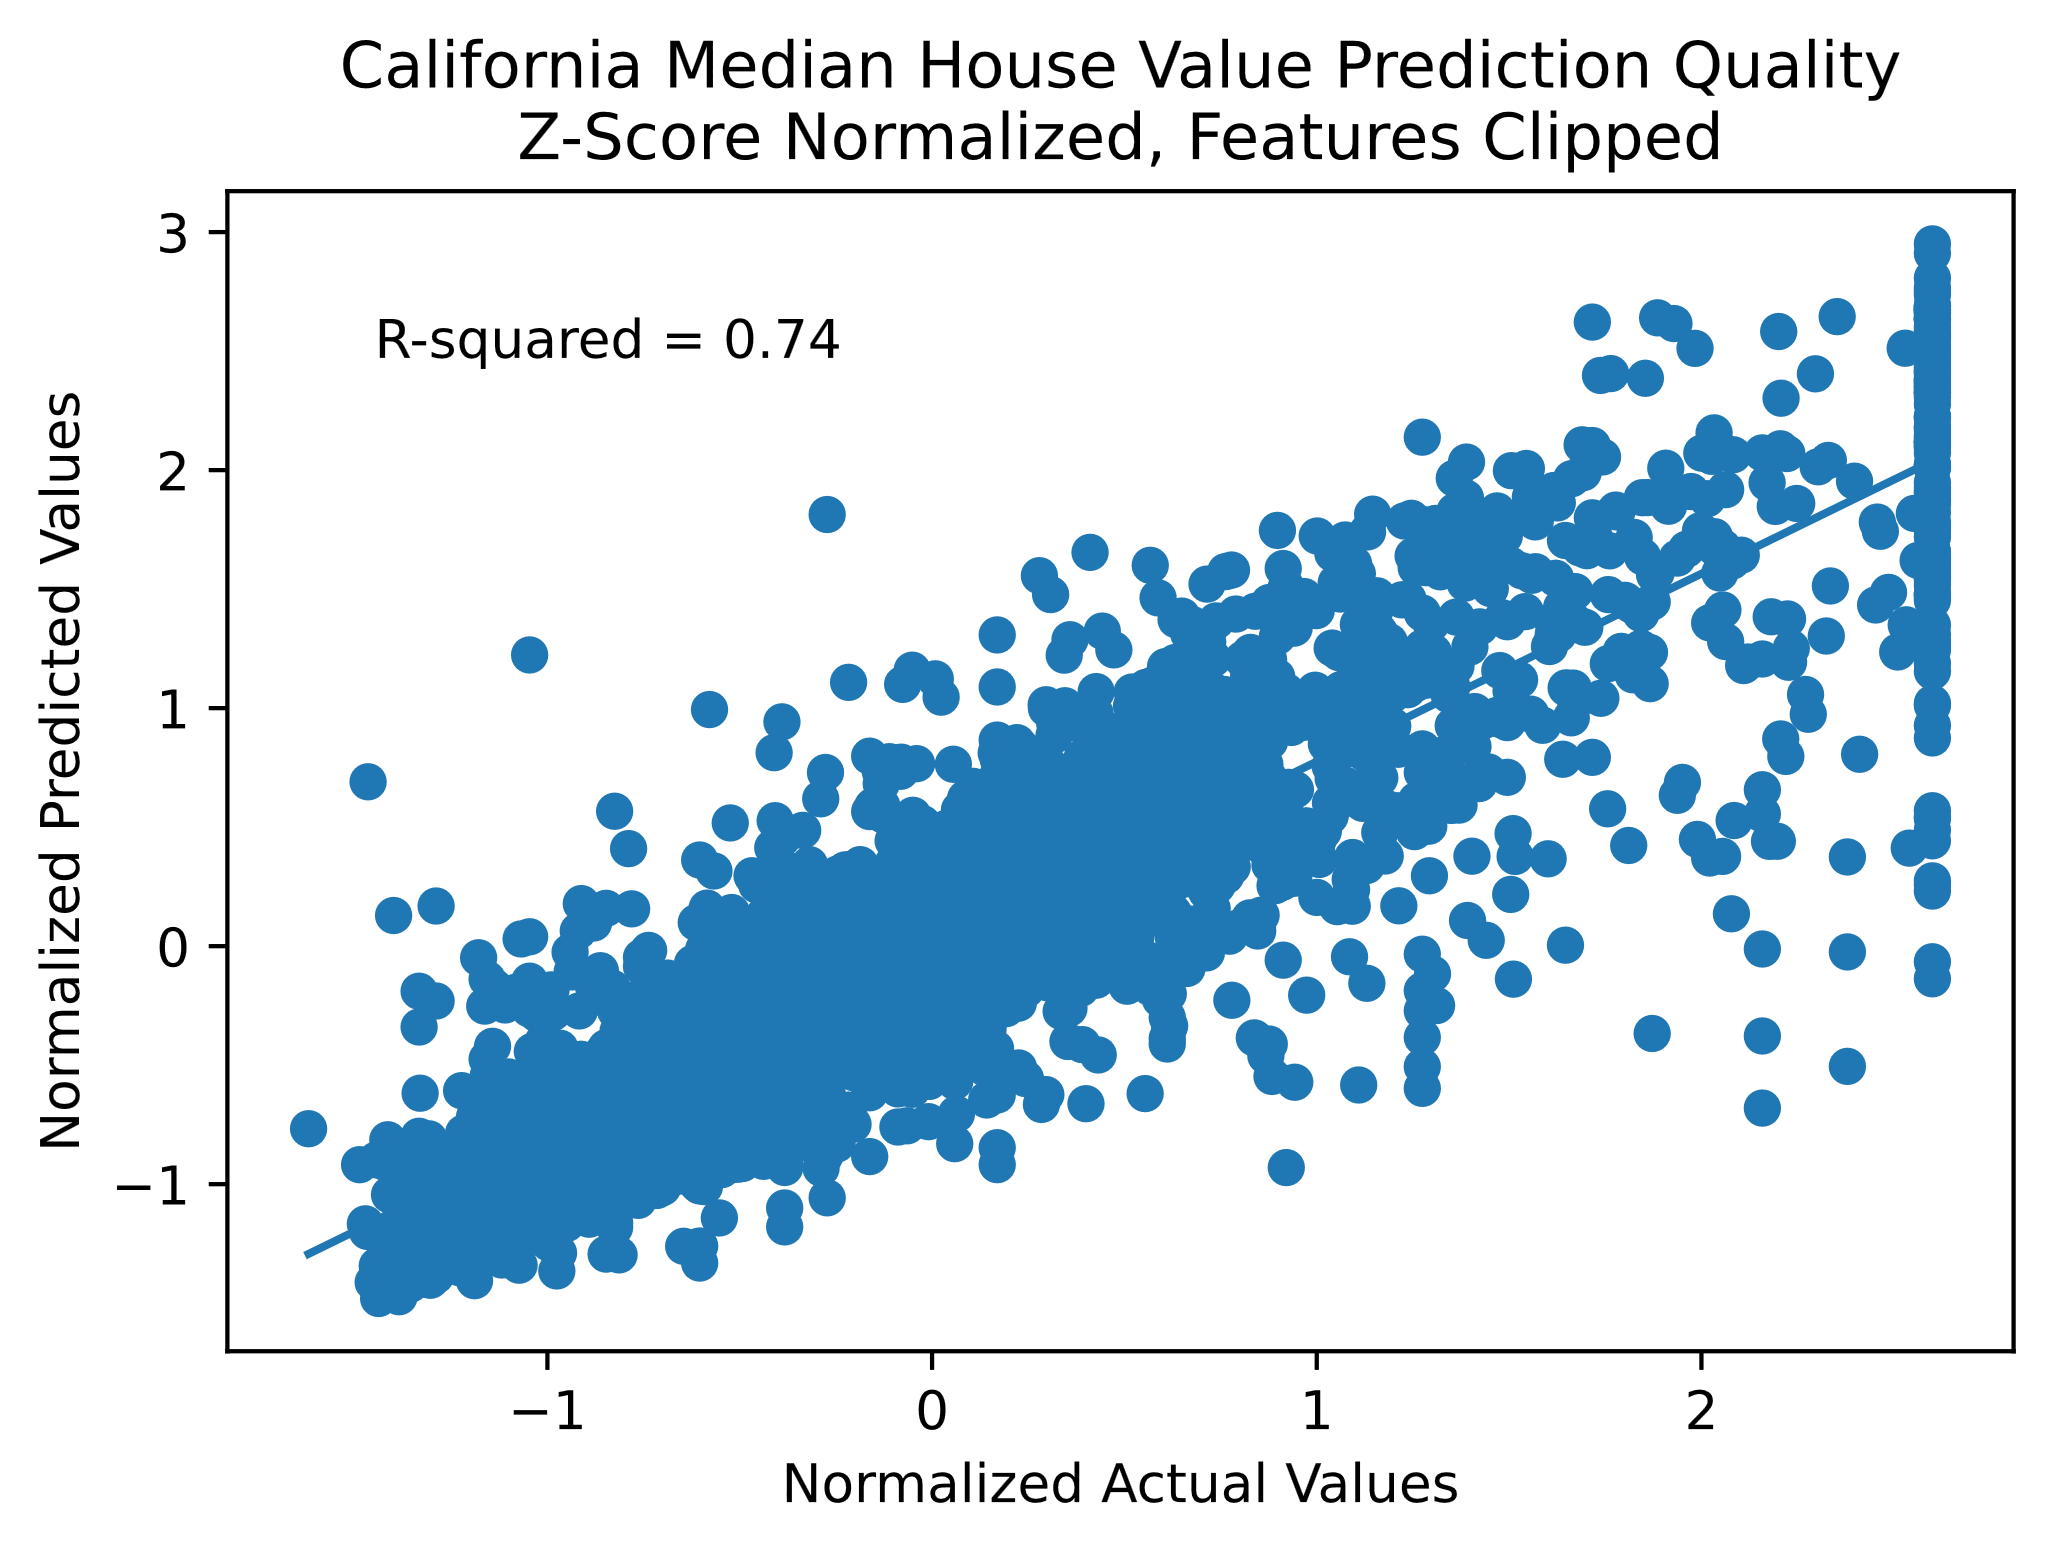 California Median House Value Prediction Quality
Z-Score Normalized, Features Clipped
3
R-squared = 0.74
2
1
0
−1
Normalized Predicted Values
−1 0 1 2
Normalized Actual Values